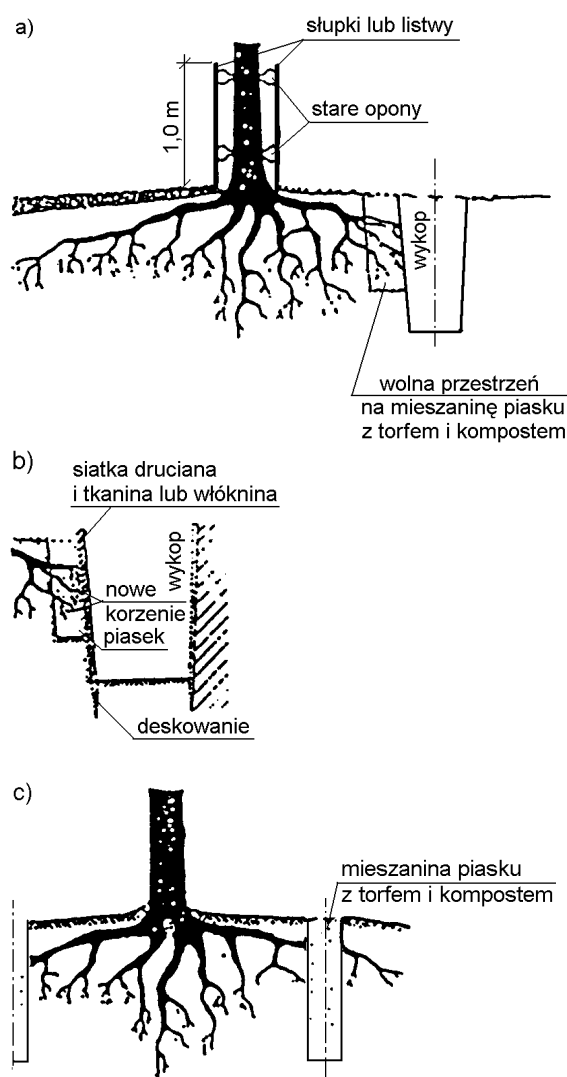 a)
słupki lub listwy
stare opony
1,0 m
wykop
wolna przestrzeń
na mieszaninę piasku
z torfem i kompostem
b)
siatka druciana
i tkanina lub włóknina
wykop
nowe
korzenie
piasek
deskowanie
c)
mieszanina piasku
z torfem i kompostem